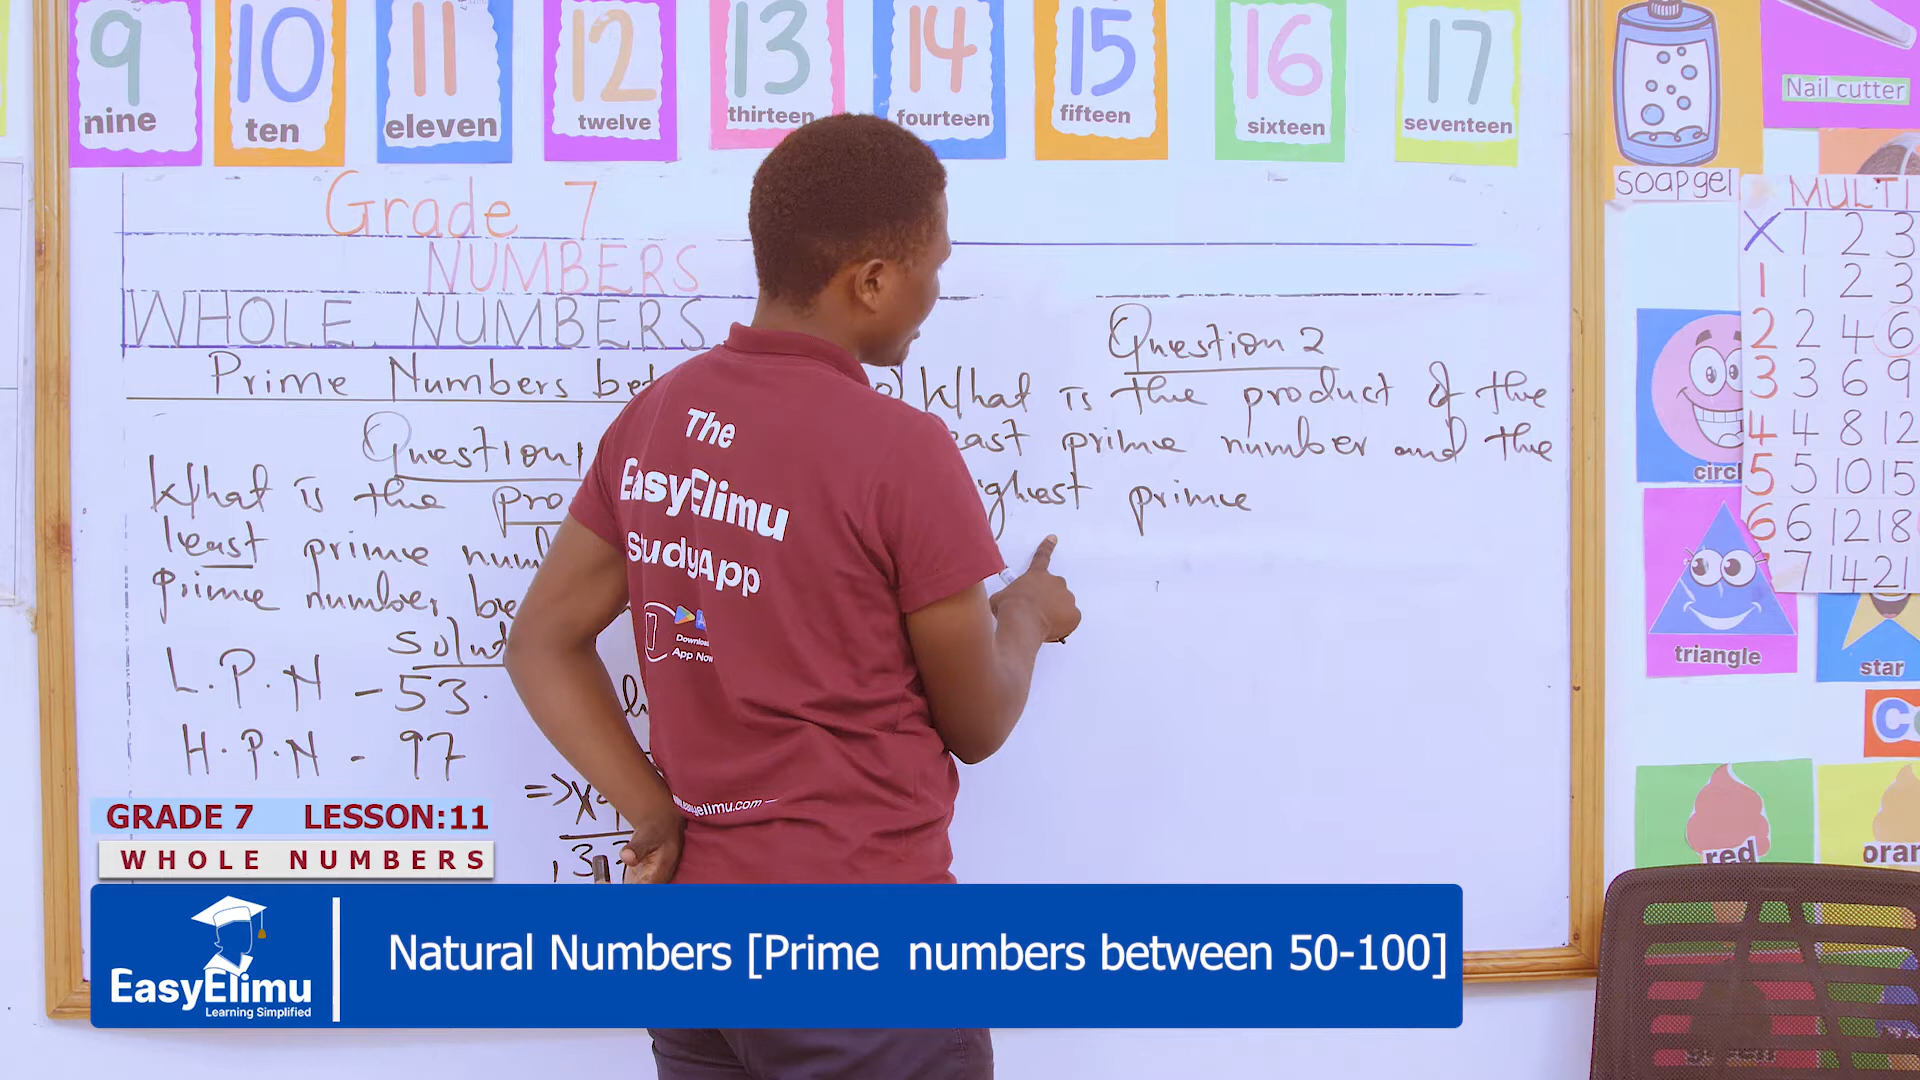 9 10 11 12 13 14 15 16 17
nine ten eleven twelve thirteen fourteen fifteen sixteen seventeen
Nail cutter
Soap gel
Grade 7
NUMBERS
WHOLE NUMBERS
Prime Numbers
Question 1
What is the
least prime
prime number
L.P.N - 53.
H.P.N - 97
Question 2
What is the product of the
prime number and the
prime
The
EasyElimu
StudyApp
Download
App Now
MULTI
X 1 2 3
1 1 2 3
2 2 4 6
3 3 6 9
4 4 8 12
5 5 10 15
6 6 12 18
7 14 21
triangle
star
red
GRADE 7 LESSON:11
WHOLE NUMBERS
EasyElimu
Learning Simplified
Natural Numbers [Prime numbers between 50-100]